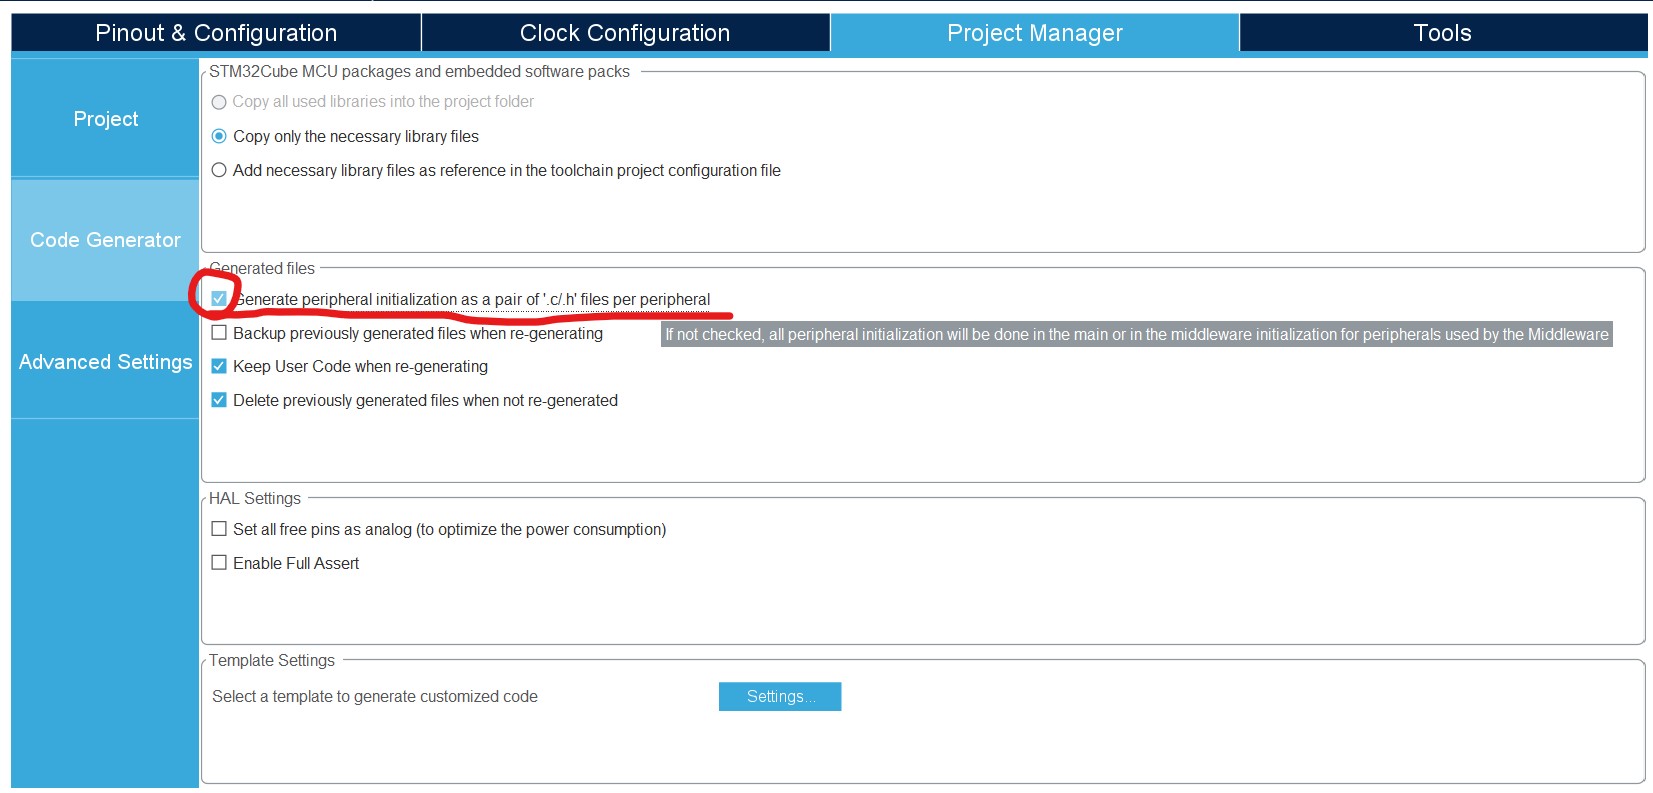 Pinout & Configuration
Clock Configuration
Project Manager
Tools
Project
Code Generator
Advanced Settings
STM32Cube MCU packages and embedded software packs
Copy all used libraries into the project folder
Copy only the necessary library files
Add necessary library files as reference in the toolchain project configuration file
Generated files
Generate peripheral initialization as a pair of '.c/.h' files per peripheral
Backup previously generated files when re-generating
If not checked, all peripheral initialization will be done in the main or in the middleware initialization for peripherals used by the Middleware
Keep User Code when re-generating
Delete previously generated files when not re-generated
HAL Settings
Set all free pins as analog (to optimize the power consumption)
Enable Full Assert
Template Settings
Select a template to generate customized code
Settings...